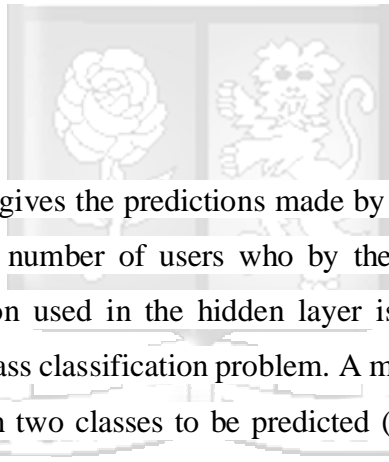 gives the predictions made by
number of users who by the
on used in the hidden layer is
ass classification problem. A m
two classes to be predicted (